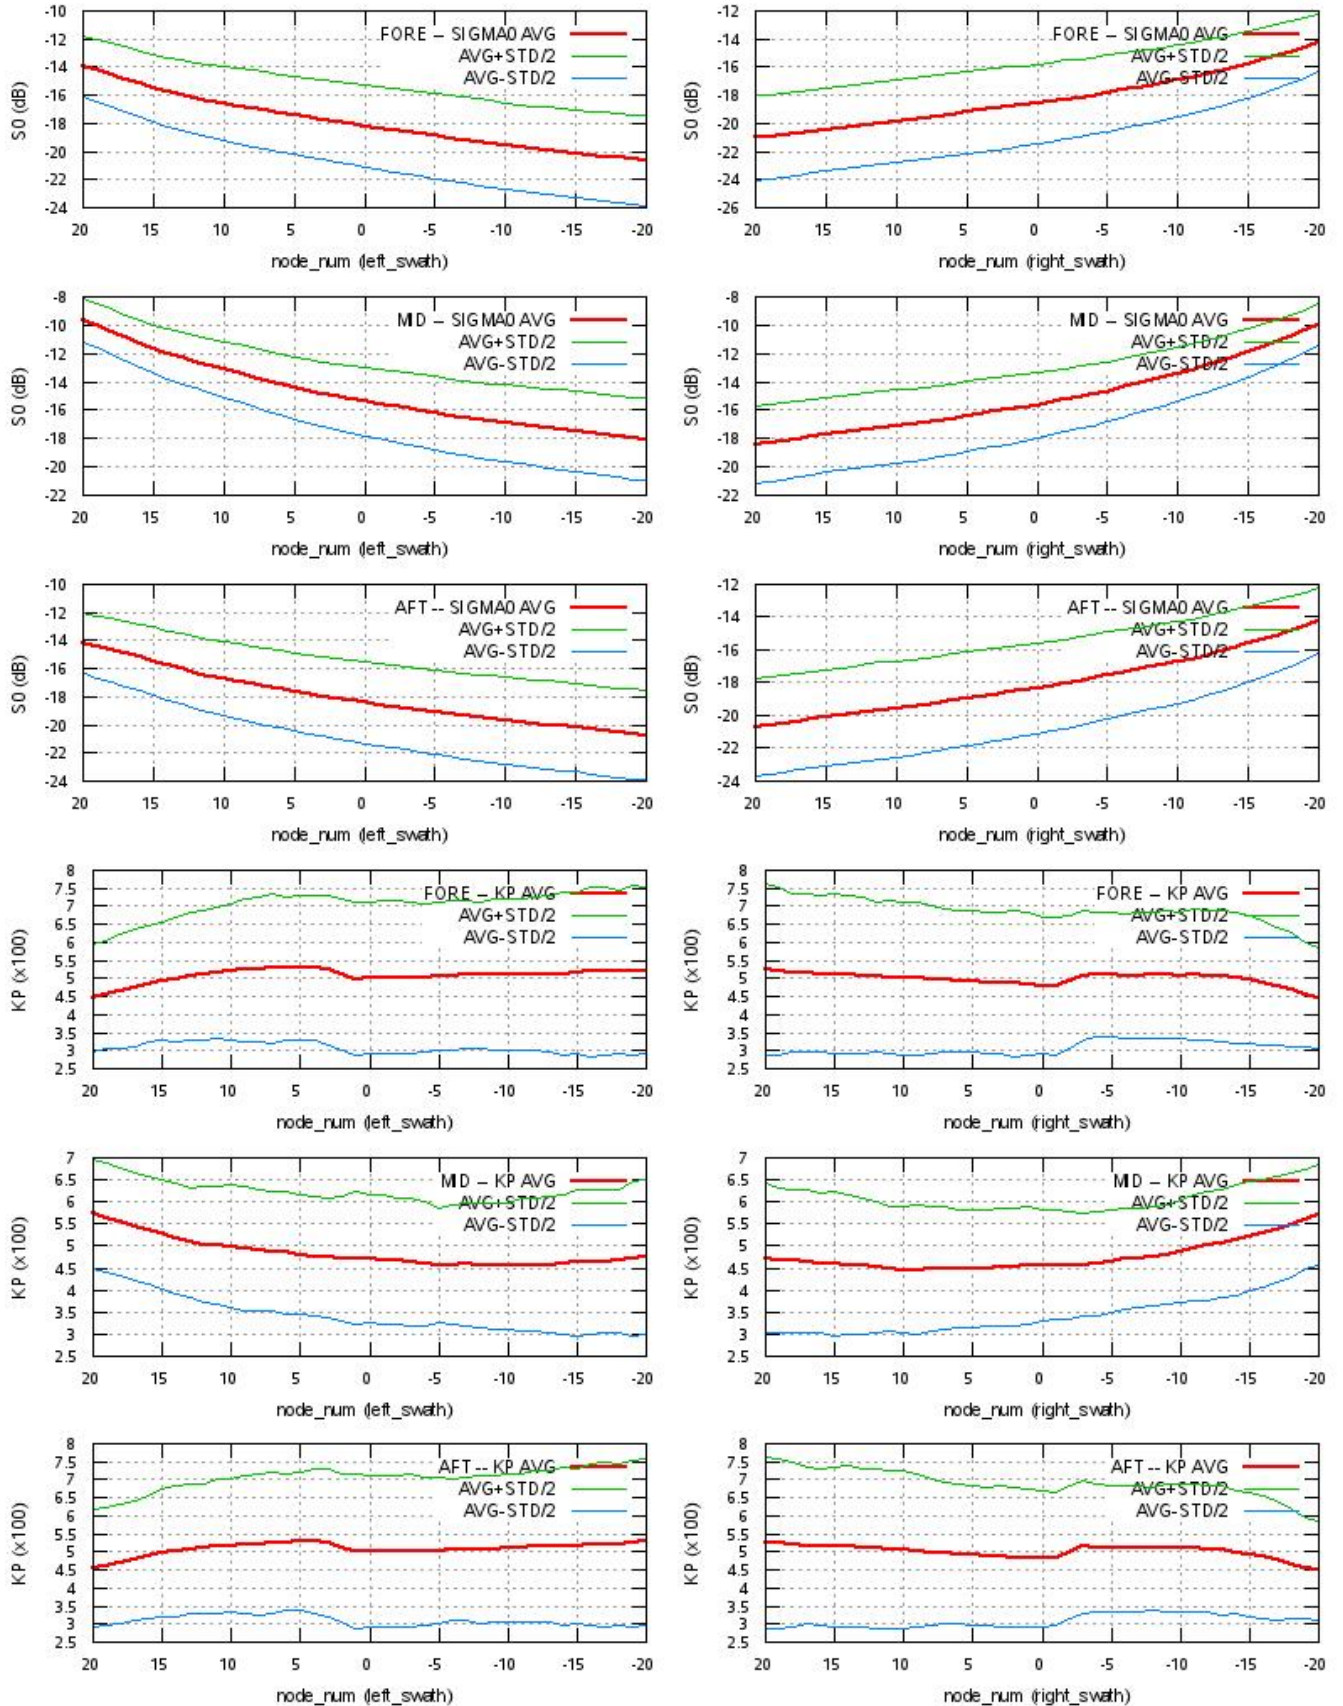 -10
-12
-14
-16
-18
-20
-22
-24
S0 (dB)
FORE -- SIGMA0 AVG
AVG+STD/2
AVG-STD/2
20 15 10 5 0 -5 -10 -15 -20
node_num (left_swath)
-12
-14
-16
-18
-20
-22
-24
-26
S0 (dB)
FORE -- SIGMA0 AVG
AVG+STD/2
AVG-STD/2
20 15 10 5 0 -5 -10 -15 -20
node_num (right_swath)
-8
-10
-12
-14
-16
-18
-20
-22
S0 (dB)
MID -- SIGMA0 AVG
AVG+STD/2
AVG-STD/2
20 15 10 5 0 -5 -10 -15 -20
node_num (left_swath)
-8
-10
-12
-14
-16
-18
-20
-22
S0 (dB)
MID -- SIGMA0 AVG
AVG+STD/2
AVG-STD/2
20 15 10 5 0 -5 -10 -15 -20
node_num (right_swath)
-10
-12
-14
-16
-18
-20
-22
-24
S0 (dB)
AFT -- SIGMA0 AVG
AVG+STD/2
AVG-STD/2
20 15 10 5 0 -5 -10 -15 -20
node_num (left_swath)
-12
-14
-16
-18
-20
-22
-24
S0 (dB)
AFT -- SIGMA0 AVG
AVG+STD/2
AVG-STD/2
20 15 10 5 0 -5 -10 -15 -20
node_num (right_swath)
8
7.5
7
6.5
6
5.5
5
4.5
4
3.5
3
2.5
KP (x100)
FORE -- KP AVG
AVG+STD/2
AVG-STD/2
20 15 10 5 0 -5 -10 -15 -20
node_num (left_swath)
8
7.5
7
6.5
6
5.5
5
4.5
4
3.5
3
2.5
KP (x100)
FORE -- KP AVG
AVG+STD/2
AVG-STD/2
20 15 10 5 0 -5 -10 -15 -20
node_num (right_swath)
7
6.5
6
5.5
5
4.5
4
3.5
3
2.5
KP (x100)
MID -- KP AVG
AVG+STD/2
AVG-STD/2
20 15 10 5 0 -5 -10 -15 -20
node_num (left_swath)
7
6.5
6
5.5
5
4.5
4
3.5
3
2.5
KP (x100)
MID -- KP AVG
AVG+STD/2
AVG-STD/2
20 15 10 5 0 -5 -10 -15 -20
node_num (right_swath)
8
7.5
7
6.5
6
5.5
5
4.5
4
3.5
3
2.5
KP (x100)
AFT -- KP AVG
AVG+STD/2
AVG-STD/2
20 15 10 5 0 -5 -10 -15 -20
node_num (left_swath)
8
7.5
7
6.5
6
5.5
5
4.5
4
3.5
3
2.5
KP (x100)
AFT -- KP AVG
AVG+STD/2
AVG-STD/2
20 15 10 5 0 -5 -10 -15 -20
node_num (right_swath)